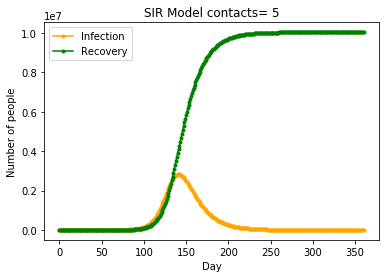 SIR Model contacts= 5
1e7
Infection
Recovery
Number of people
1.0
0.8
0.6
0.4
0.2
0.0
0 50 100 150 200 250 300 350
Day